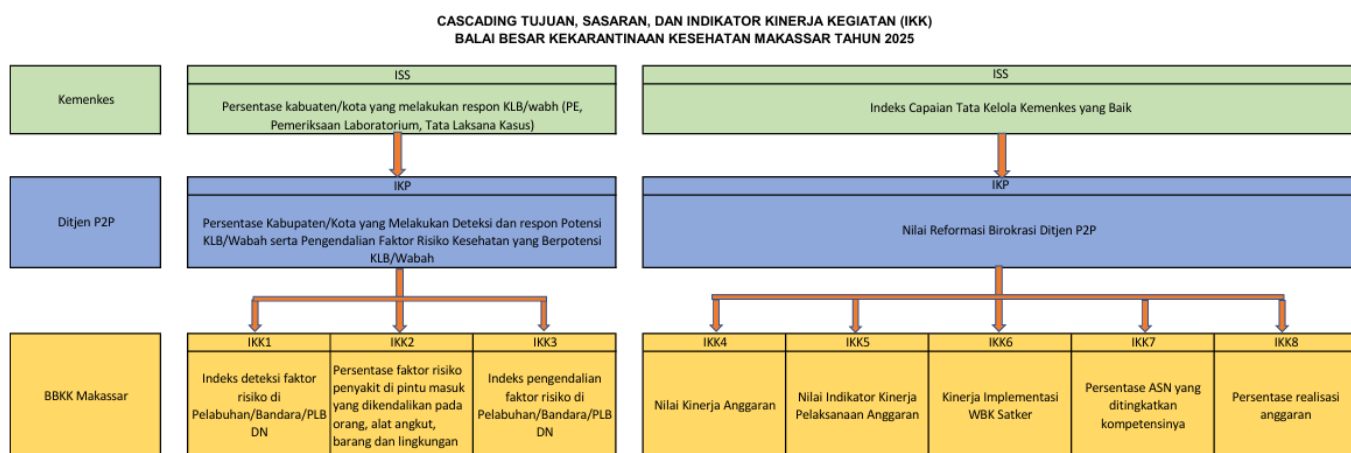 CASCADING TUJUAN, SASARAN, DAN INDIKATOR KINERJA KEGIATAN (IKK)
BALAI BESAR KEKARANTINAAN KESEHATAN MAKASSAR TAHUN 2025
Kemenkes
ISS
Persentase kabuaten/kota yang melakukan respon KLB/wabh (PE,
Pemeriksaan Laboratorium, Tata Laksana Kasus)
ISS
Indeks Capaian Tata Kelola Kemenkes yang Baik
Ditjen P2P
IKP
Persentase Kabupaten/Kota yang Melakukan Deteksi dan respon Potensi
KLB/Wabah serta Pengendalian Faktor Risiko Kesehatan yang Berpotensi
KLB/Wabah
IKP
Nilai Reformasi Birokrasi Ditjen P2P
BBKK Makassar
IKK1
Indeks deteksi faktor
risiko di
Pelabuhan/Bandara/PLB
DN
IKK2
Persentase faktor risiko
penyakit di pintu masuk
yang dikendalikan pada
orang, alat angkut,
barang dan lingkungan
IKK3
Indeks pengendalian
faktor risiko di
Pelabuhan/Bandara/PLB
DN
IKK4
Nilai Kinerja Anggaran
IKK5
Nilai Indikator Kinerja
Pelaksanaan Anggaran
IKK6
Kinerja Implementasi
WBK Satker
IKK7
Persentase ASN yang
ditingkatkan
kompetensinya
IKK8
Persentase realisasi
anggaran